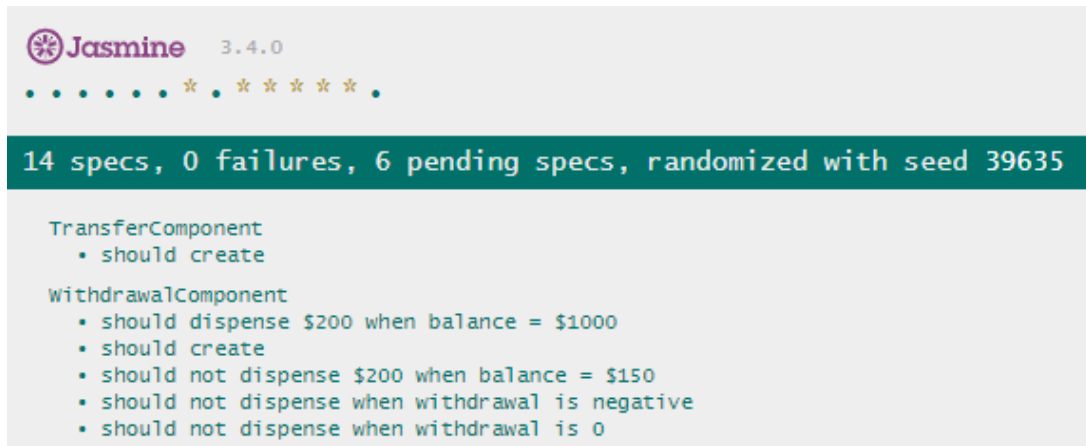 Jasmine 3.4.0
• • • • • • * • * * * * * •
14 specs, 0 failures, 6 pending specs, randomized with seed 39635
TransferComponent
• should create
WithdrawalComponent
• should dispense $200 when balance = $1000
• should create
• should not dispense $200 when balance = $150
• should not dispense when withdrawal is negative
• should not dispense when withdrawal is 0